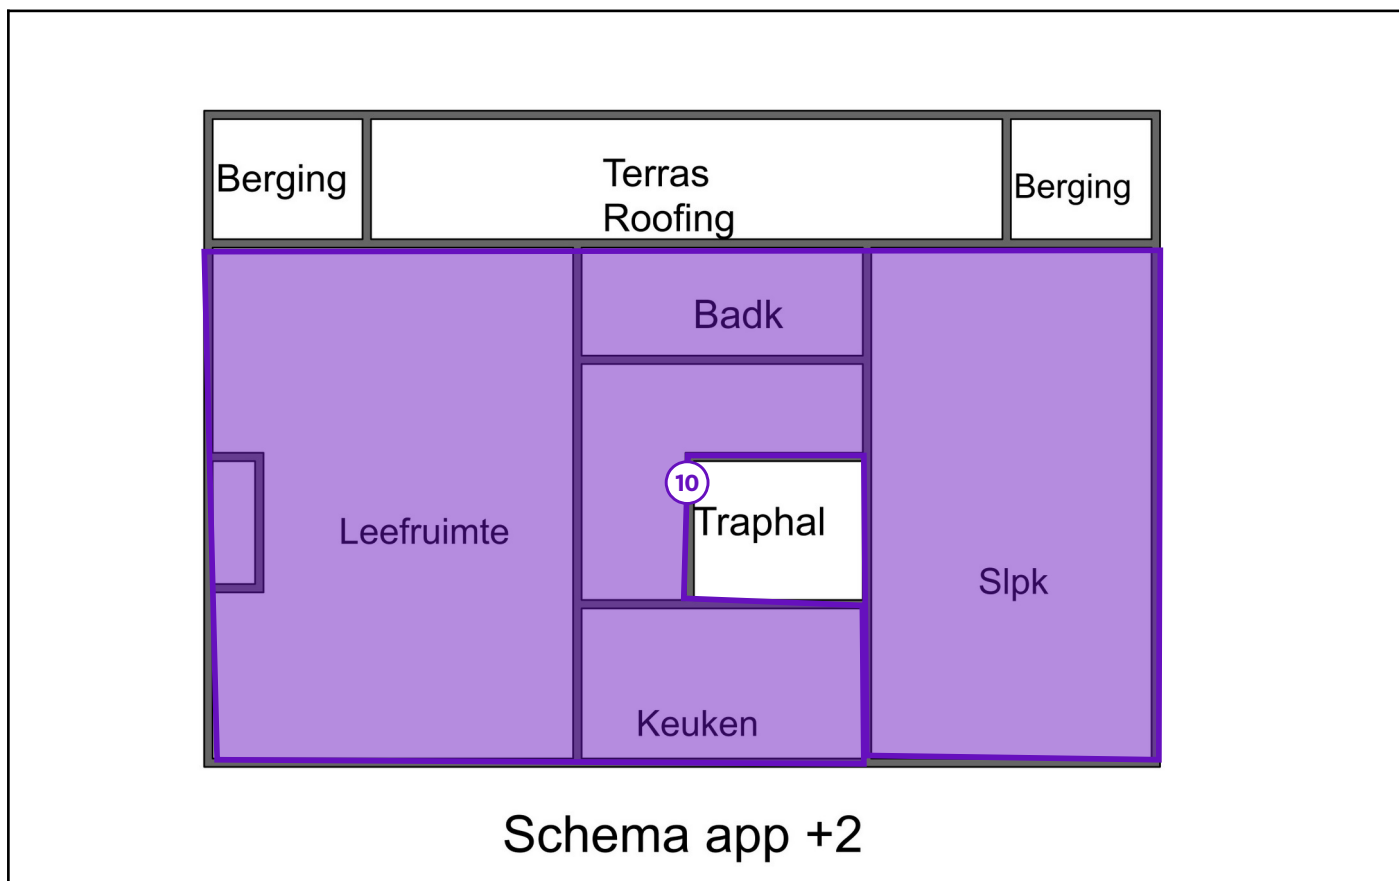 Berging
Terras
Roofing
Berging
Badk
10
Traphal
Leefruimte
Slpk
Keuken
Schema app +2